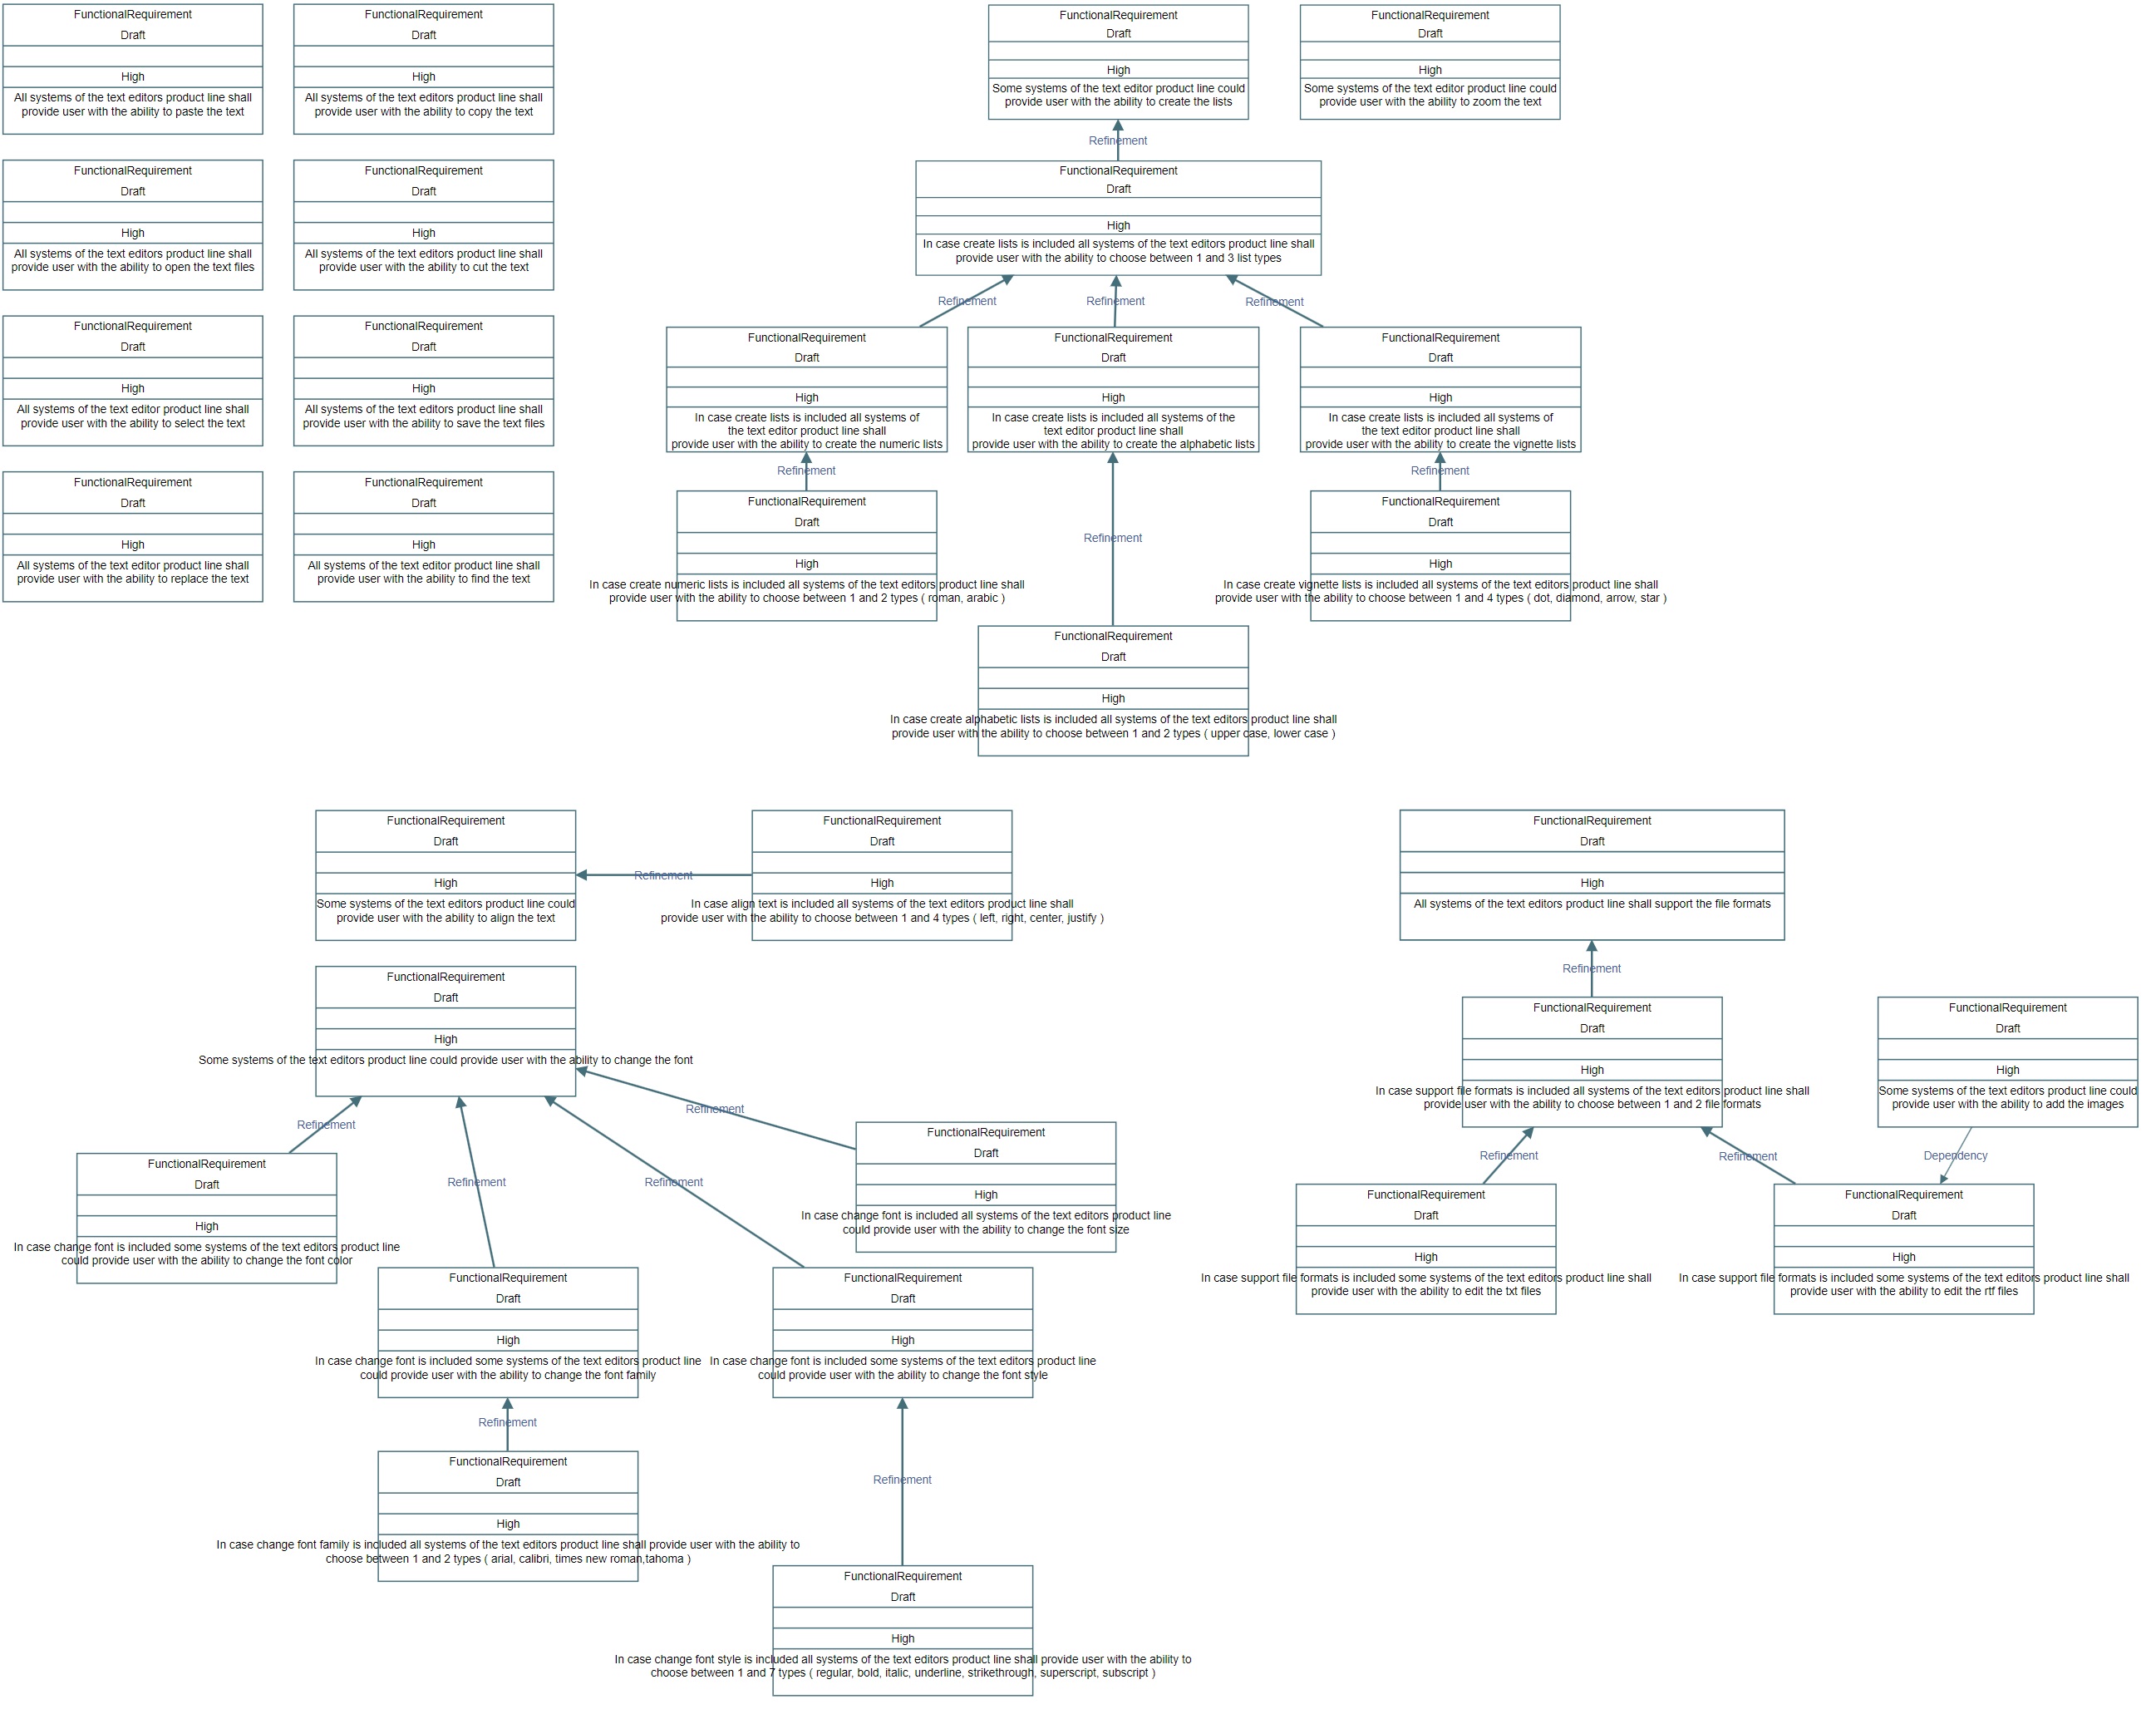 FunctionalRequirement
Draft
High
All systems of the text editors product line shall
provide user with the ability to paste the text
FunctionalRequirement
Draft
High
All systems of the text editors product line shall
provide user with the ability to copy the text
FunctionalRequirement
Draft
High
All systems of the text editors product line shall
provide user with the ability to open the text files
FunctionalRequirement
Draft
High
All systems of the text editors product line shall
provide user with the ability to cut the text
FunctionalRequirement
Draft
High
All systems of the text editor product line shall
provide user with the ability to select the text
FunctionalRequirement
Draft
High
All systems of the text editors product line shall
provide user with the ability to save the text files
FunctionalRequirement
Draft
High
All systems of the text editor product line shall
provide user with the ability to replace the text
FunctionalRequirement
Draft
High
All systems of the text editor product line shall
provide user with the ability to find the text
FunctionalRequirement
Draft
High
Some systems of the text editor product line could
provide user with the ability to create the lists
FunctionalRequirement
Draft
High
Some systems of the text editor product line could
provide user with the ability to zoom the text
Refinement
FunctionalRequirement
Draft
High
In case create lists is included all systems of the text editors product line shall
provide user with the ability to choose between 1 and 3 list types
Refinement
Refinement
Refinement
FunctionalRequirement
Draft
High
In case create lists is included all systems of
the text editor product line shall
provide user with the ability to create the numeric lists
FunctionalRequirement
Draft
High
In case create lists is included all systems of the
text editor product line shall
provide user with the ability to create the alphabetic lists
FunctionalRequirement
Draft
High
In case create lists is included all systems of
the text editor product line shall
provide user with the ability to create the vignette lists
Refinement
Refinement
Refinement
FunctionalRequirement
Draft
High
In case create numeric lists is included all systems of the text editors product line shall
provide user with the ability to choose between 1 and 2 types ( roman, arabic )
FunctionalRequirement
Draft
High
In case create vignette lists is included all systems of the text editors product line shall
provide user with the ability to choose between 1 and 4 types ( dot, diamond, arrow, star )
FunctionalRequirement
Draft
High
In case create alphabetic lists is included all systems of the text editors product line shall
provide user with the ability to choose between 1 and 2 types ( upper case, lower case )
FunctionalRequirement
Draft
High
Some systems of the text editors product line could
provide user with the ability to align the text
Refinement
FunctionalRequirement
Draft
High
In case align text is included all systems of the text editors product line shall
provide user with the ability to choose between 1 and 4 types ( left, right, center, justify )
FunctionalRequirement
Draft
High
Some systems of the text editors product line could provide user with the ability to change the font
Refinement
Refinement
Refinement
Refinement
FunctionalRequirement
Draft
High
In case change font is included some systems of the text editors product line
could provide user with the ability to change the font color
FunctionalRequirement
Draft
High
In case change font is included all systems of the text editors product line
could provide user with the ability to change the font size
FunctionalRequirement
Draft
High
In case change font is included some systems of the text editors product line
could provide user with the ability to change the font family
FunctionalRequirement
Draft
High
In case change font is included some systems of the text editors product line
could provide user with the ability to change the font style
Refinement
Refinement
FunctionalRequirement
Draft
High
In case change font family is included all systems of the text editors product line shall provide user with the ability to
choose between 1 and 2 types ( arial, calibri, times new roman,tahoma )
FunctionalRequirement
Draft
High
In case change font style is included all systems of the text editors product line shall provide user with the ability to
choose between 1 and 7 types ( regular, bold, italic, underline, strikethrough, superscript, subscript )
FunctionalRequirement
Draft
High
All systems of the text editors product line shall support the file formats
Refinement
FunctionalRequirement
Draft
High
In case support file formats is included all systems of the text editors product line shall
provide user with the ability to choose between 1 and 2 file formats
FunctionalRequirement
Draft
High
Some systems of the text editors product line could
provide user with the ability to add the images
Refinement
Refinement
Dependency
FunctionalRequirement
Draft
High
In case support file formats is included some systems of the text editors product line shall
provide user with the ability to edit the txt files
FunctionalRequirement
Draft
High
In case support file formats is included some systems of the text editors product line shall
provide user with the ability to edit the rtf files